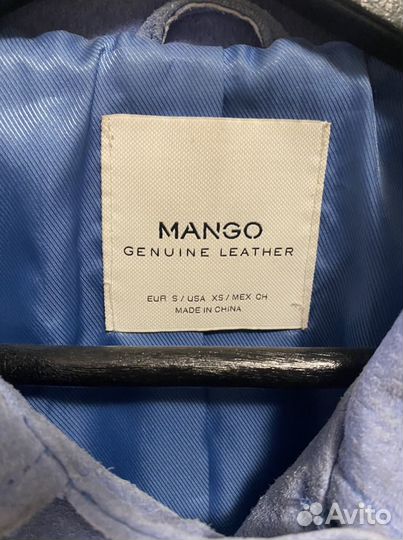 MANGO
GENUINE LEATHER
EUR S / USA XS / MEX CH
MADE IN CHINA
Avito